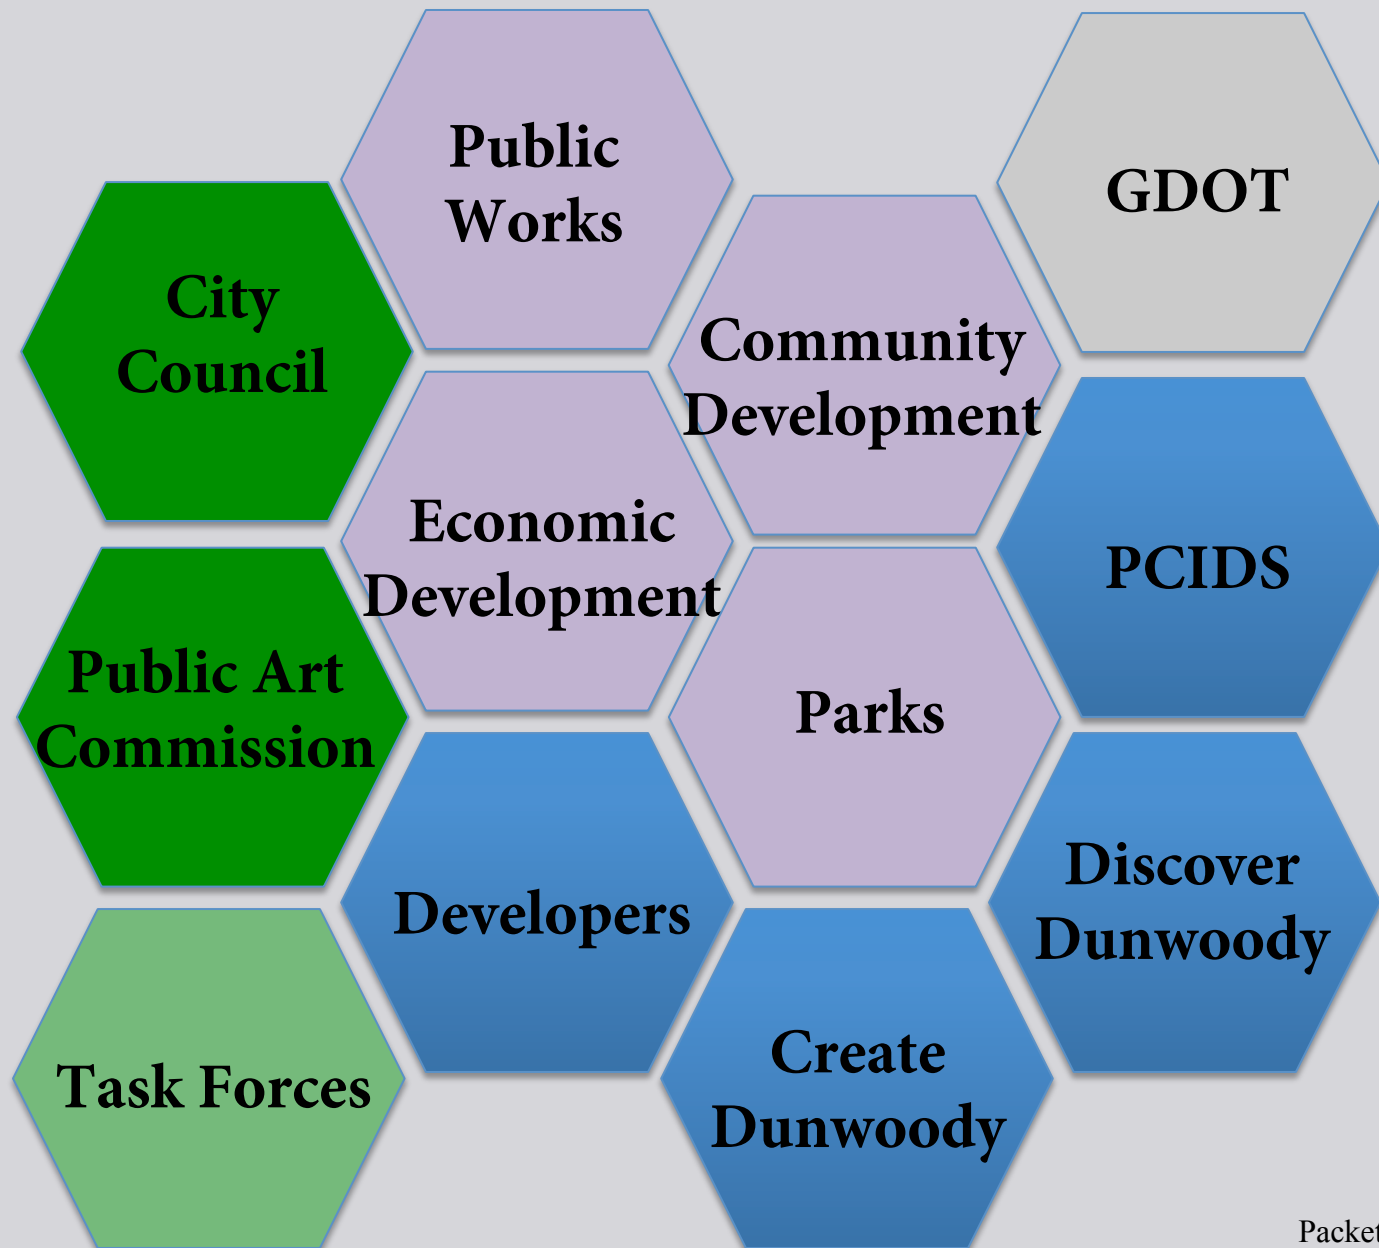 Public
Works
GDOT
City
Council
Community
Development
Economic
Development
PCIDS
Public Art
Commission
Parks
Discover
Dunwoody
Developers
Create
Dunwoody
Task Forces
Packet